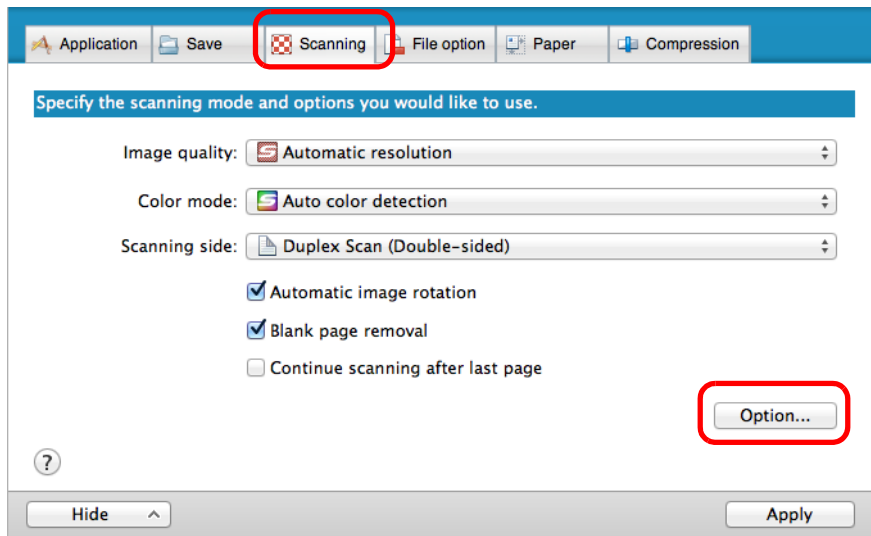 Application Save Scanning File option Paper Compression
Specify the scanning mode and options you would like to use.
Image quality: Automatic resolution
Color mode: Auto color detection
Scanning side: Duplex Scan (Double-sided)
Automatic image rotation
Blank page removal
Continue scanning after last page
Option...
?
Hide Apply